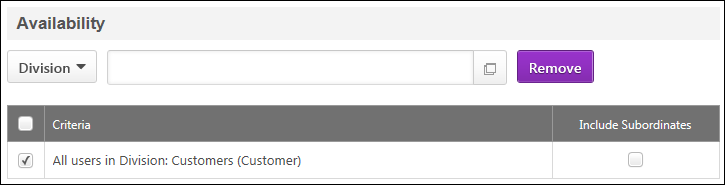 Availability
Division Remove
Criteria Include Subordinates
All users in Division: Customers (Customer)